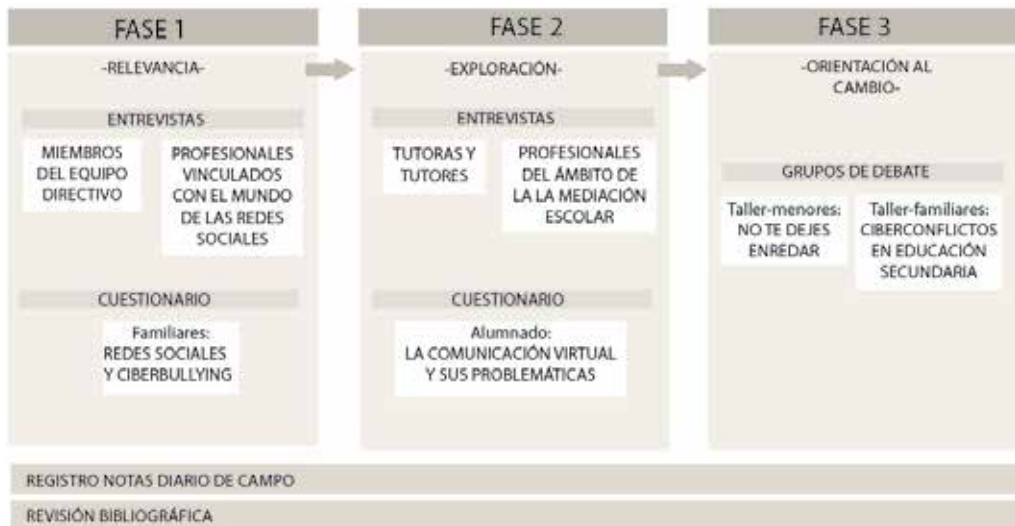 FASE 1
-RELEVANCIA-
ENTREVISTAS
MIEMBROS
DEL EQUIPO
DIRECTIVO
PROFESIONALES
VINCULADOS
CON EL MUNDO
DE LAS REDES
SOCIALES
CUESTIONARIO
Familiares:
REDES SOCIALES
Y CIBERBULLYING
FASE 2
-EXPLORACIÓN-
ENTREVISTAS
TUTORAS Y
TUTORES
PROFESIONALES
DEL ÁMBITO DE
LA LA MEDIACIÓN
ESCOLAR
CUESTIONARIO
Alumnado:
LA COMUNICACIÓN VIRTUAL
Y SUS PROBLEMÁTICAS
FASE 3
-ORIENTACIÓN AL
CAMBIO-
GRUPOS DE DEBATE
Taller-menores:
NO TE DEJES
ENREDAR
Taller-familiares:
CIBERCONFLICTOS
EN EDUCACIÓN
SECUNDARIA
REGISTRO NOTAS DIARIO DE CAMPO
REVISIÓN BIBLIOGRÁFICA